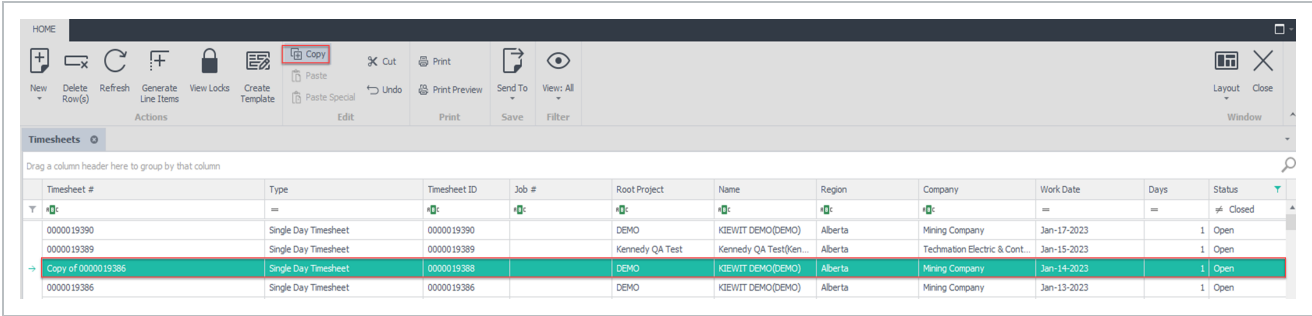 HOME
New
Delete Row(s)
Refresh
Generate Line Items
View Locks
Create Template
Actions
Copy
Paste
Paste Special
Cut
Undo
Edit
Print
Print Preview
Print
Send To
Save
View: All
Filter
Layout
Close
Window
Timesheets
Drag a column header here to group by that column
Timesheet # Type Timesheet ID Job # Root Project Name Region Company Work Date Days Status
= = = ≠ Closed
0000019390 Single Day Timesheet 0000019390 DEMO KIEWIT DEMO(DEMO) Alberta Mining Company Jan-17-2023 1 Open
0000019389 Single Day Timesheet 0000019389 Kennedy QA Test Kennedy QA Test(Ken... Alberta Techmation Electric & Cont... Jan-15-2023 1 Open
Copy of 0000019386 Single Day Timesheet 0000019388 DEMO KIEWIT DEMO(DEMO) Alberta Mining Company Jan-14-2023 1 Open
0000019386 Single Day Timesheet 0000019386 DEMO KIEWIT DEMO(DEMO) Alberta Mining Company Jan-13-2023 1 Open